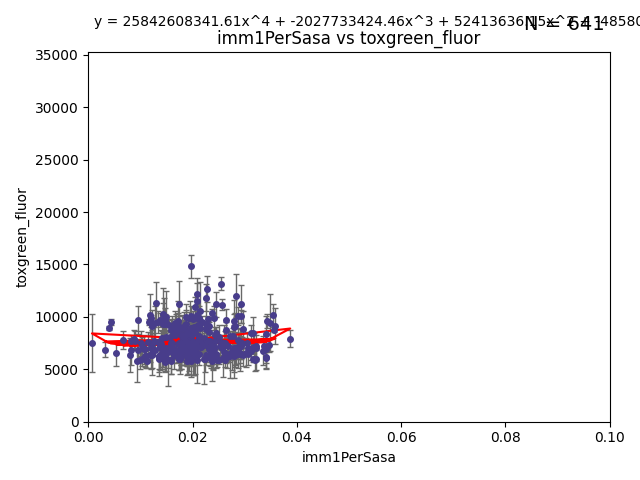 y = 25842608341.61x^4 + -2027733424.46x^3 + 52413636
N = 641
imm1PerSasa vs toxgreen_fluor
35000
30000
25000
20000
15000
10000
5000
0
toxgreen_fluor
0.00 0.02 0.04 0.06 0.08 0.10
imm1PerSasa